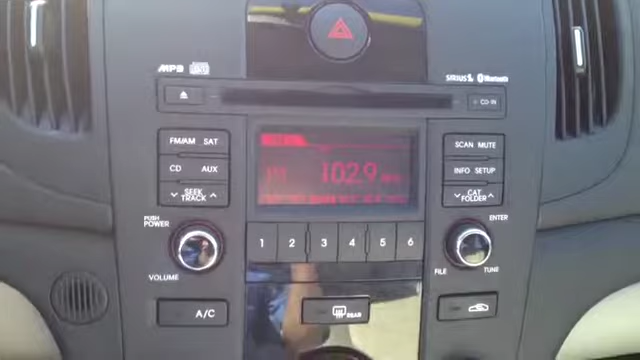 MP3
SIRIUS Bluetooth
CD-IN
FM/AM SAT
SCAN MUTE
CD AUX
102.9
INFO SETUP
SEEK
TRACK
CAT
FOLDER
PUSH
POWER
ENTER
1 2 3 4 5 6
VOLUME
FILE
TUNE
A/C
REAR